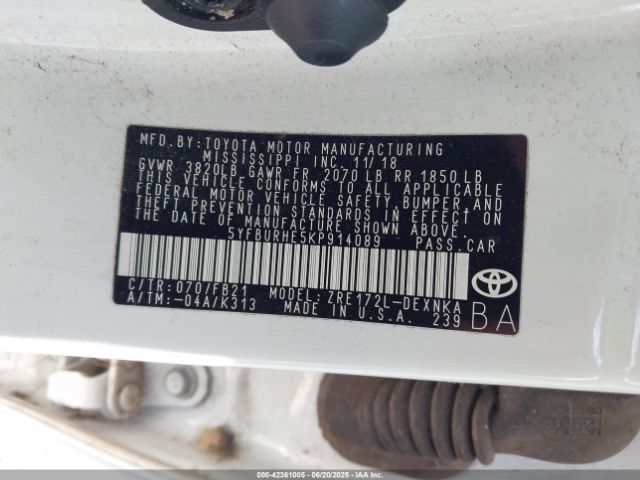 MFD.BY:TOYOTA MOTOR MANUFACTURING
MISSISSIPPI INC. 11/18
GVWR 3820LB GAWR FR 2070 LB RR 1850 LB
THIS VEHICLE CONFORMS TO ALL APPLICABLE
FEDERAL MOTOR VEHICLE SAFETY, BUMPER, AND
THEFT PREVENTION STANDARDS IN EFFECT ON
THE DATE OF MANUFACTURE SHOWN ABOVE.
5YFBURHE5KP914089 PASS.CAR
C/TR:070/FB21 MODEL: ZRE172L-DEXNKA
A/TM:-04A/K313 MADE IN U.S.A. 239
BA
000-42361005 (06/20/2025) (IAAI.COM)